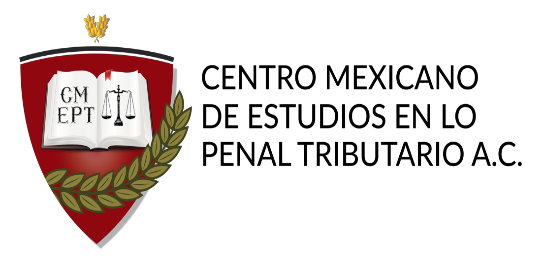 CM
EPT
CENTRO MEXICANO
DE ESTUDIOS EN LO
PENAL TRIBUTARIO A.C.